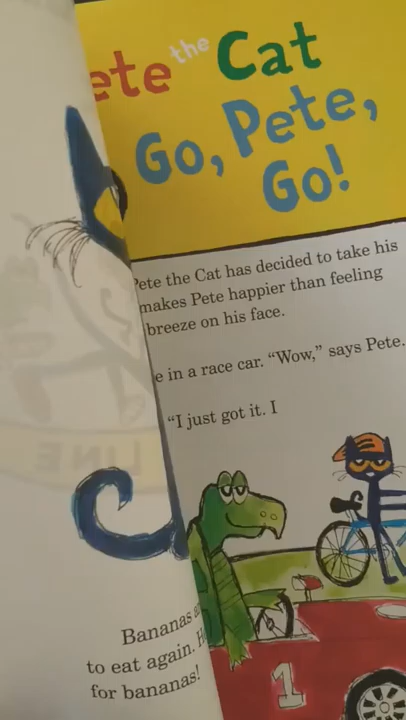 ete the Cat
Go, Pete,
Go!
Pete the Cat has decided to take his
makes Pete happier than feeling
breeze on his face.
e in a race car. “Wow,” says Pete.
“I just got it. I
1
Bananas
to eat again. H
for bananas!
LINE